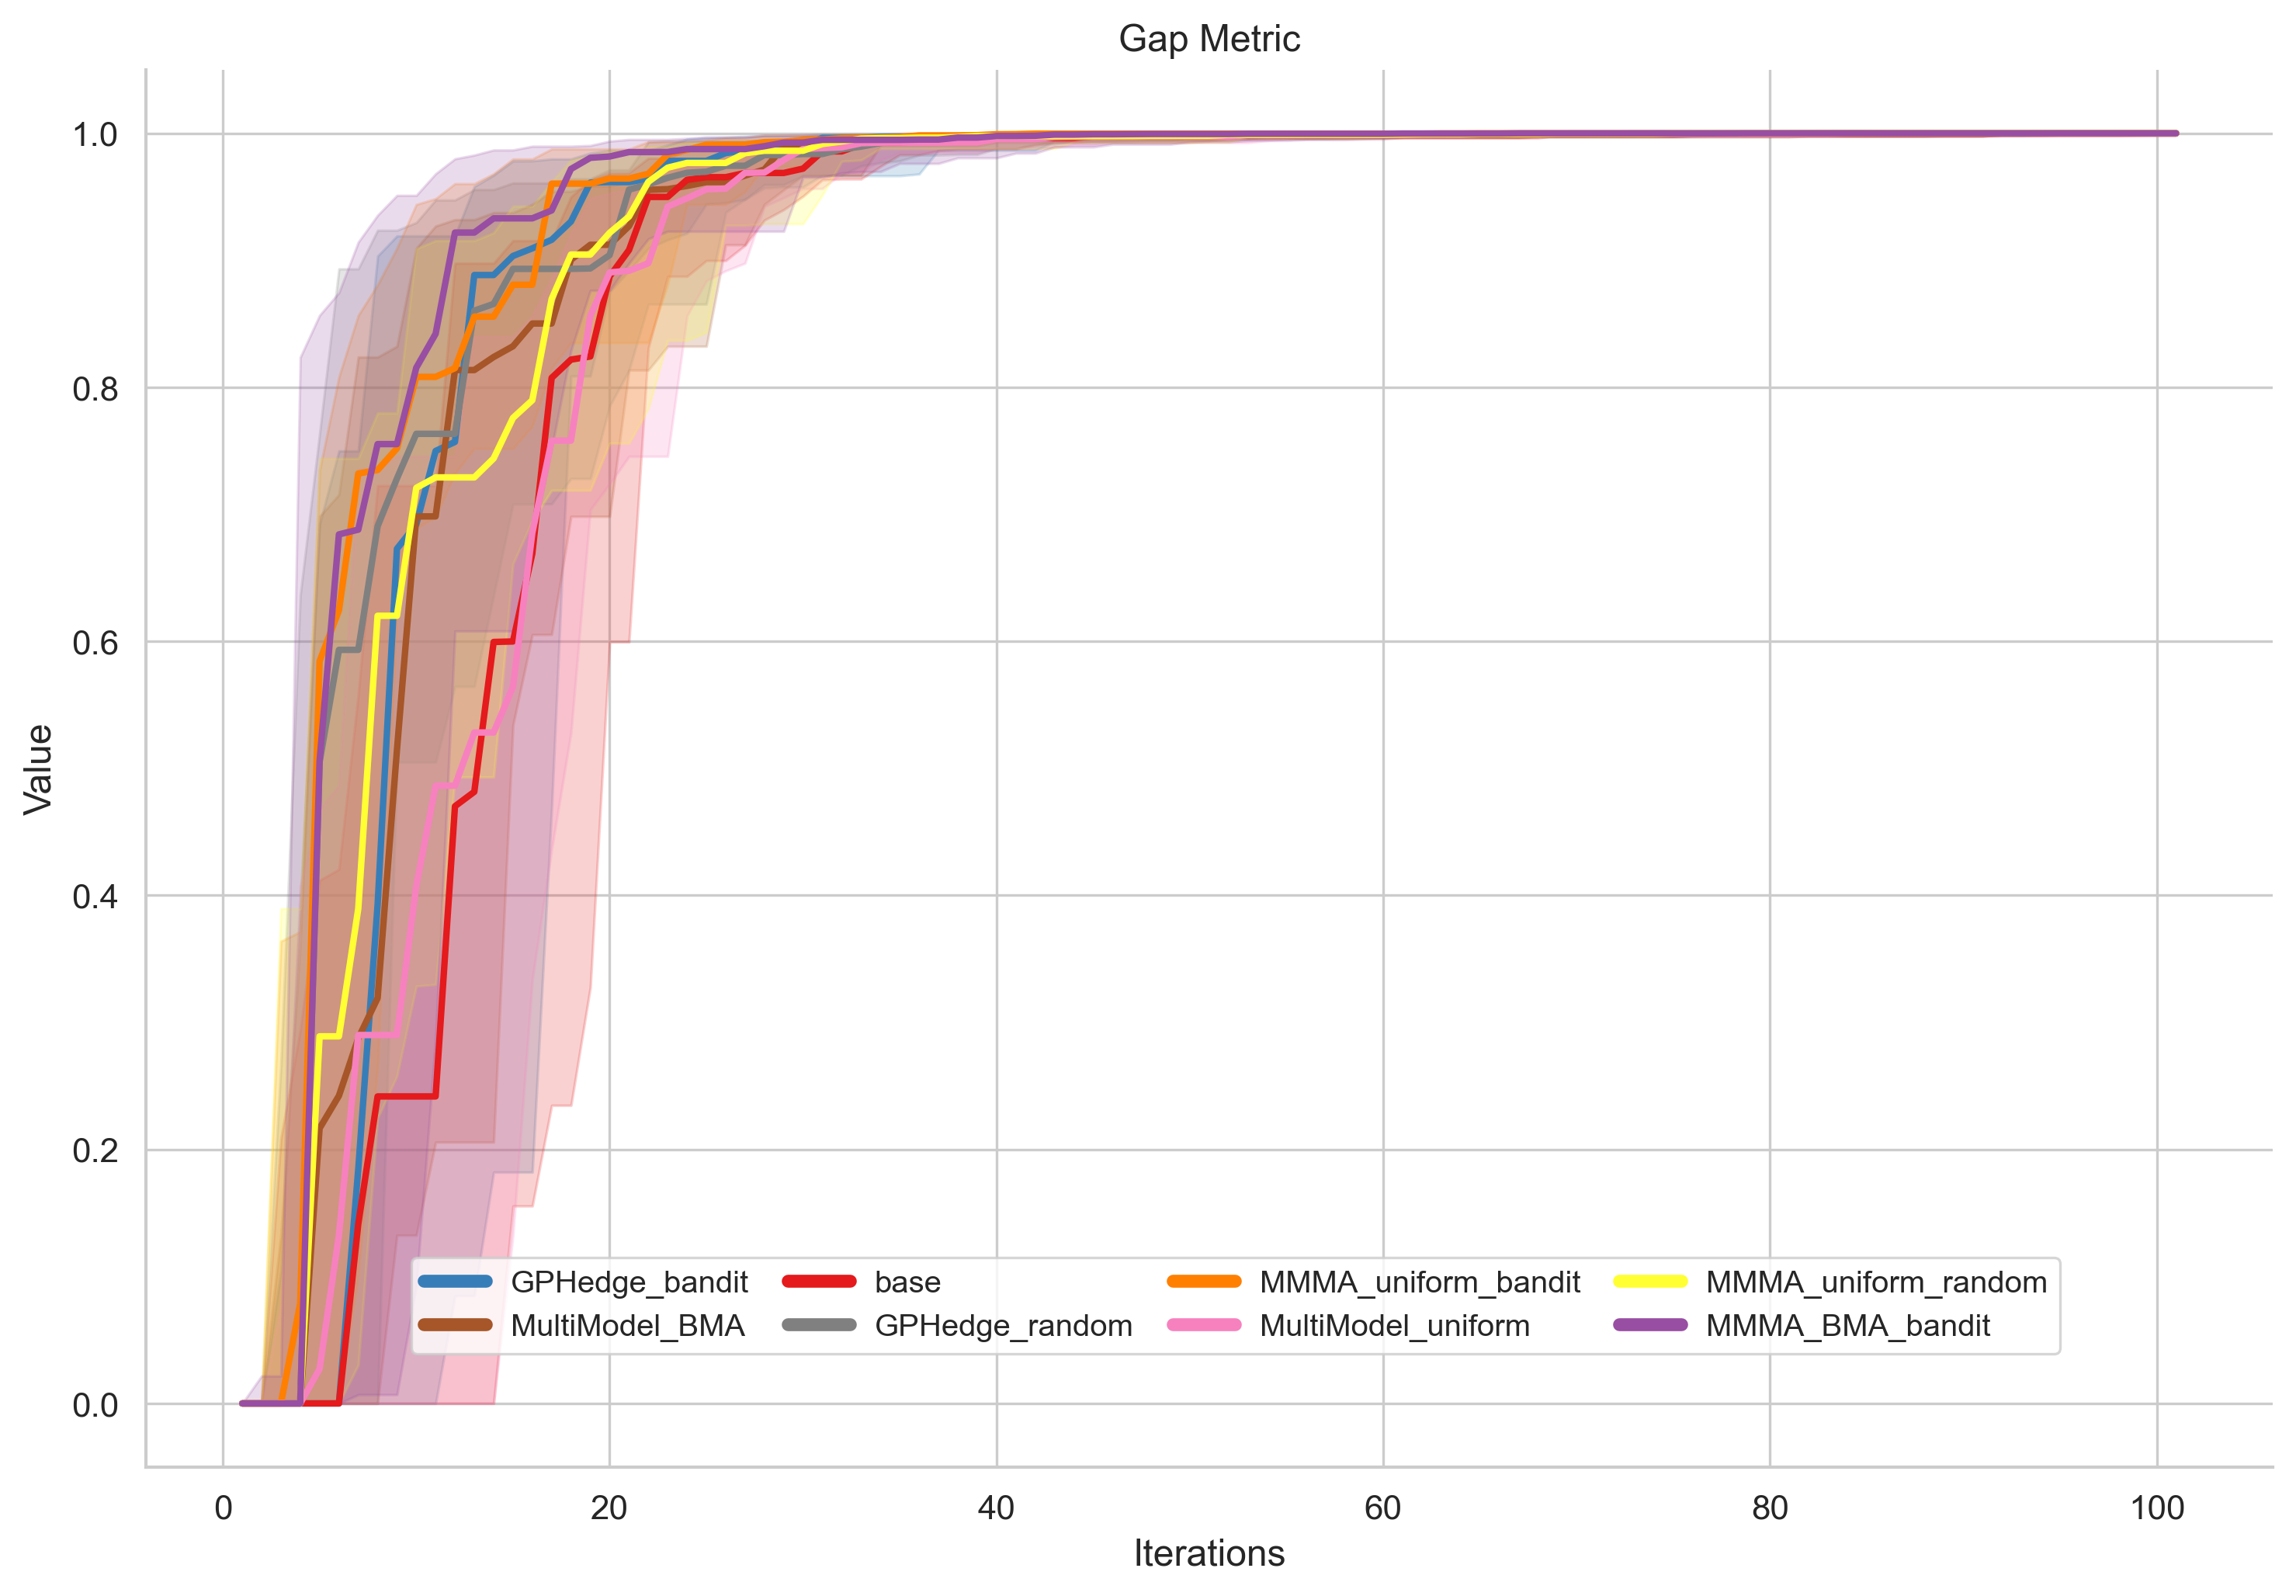 Gap Metric
1.0
0.8
0.6
0.4
0.2
0.0
Value
GPHedge_bandit base MMMA_uniform_bandit MMMA_uniform_random
MultiModel_BMA GPHedge_random MultiModel_uniform MMMA_BMA_bandit
0 20 40 60 80 100
Iterations